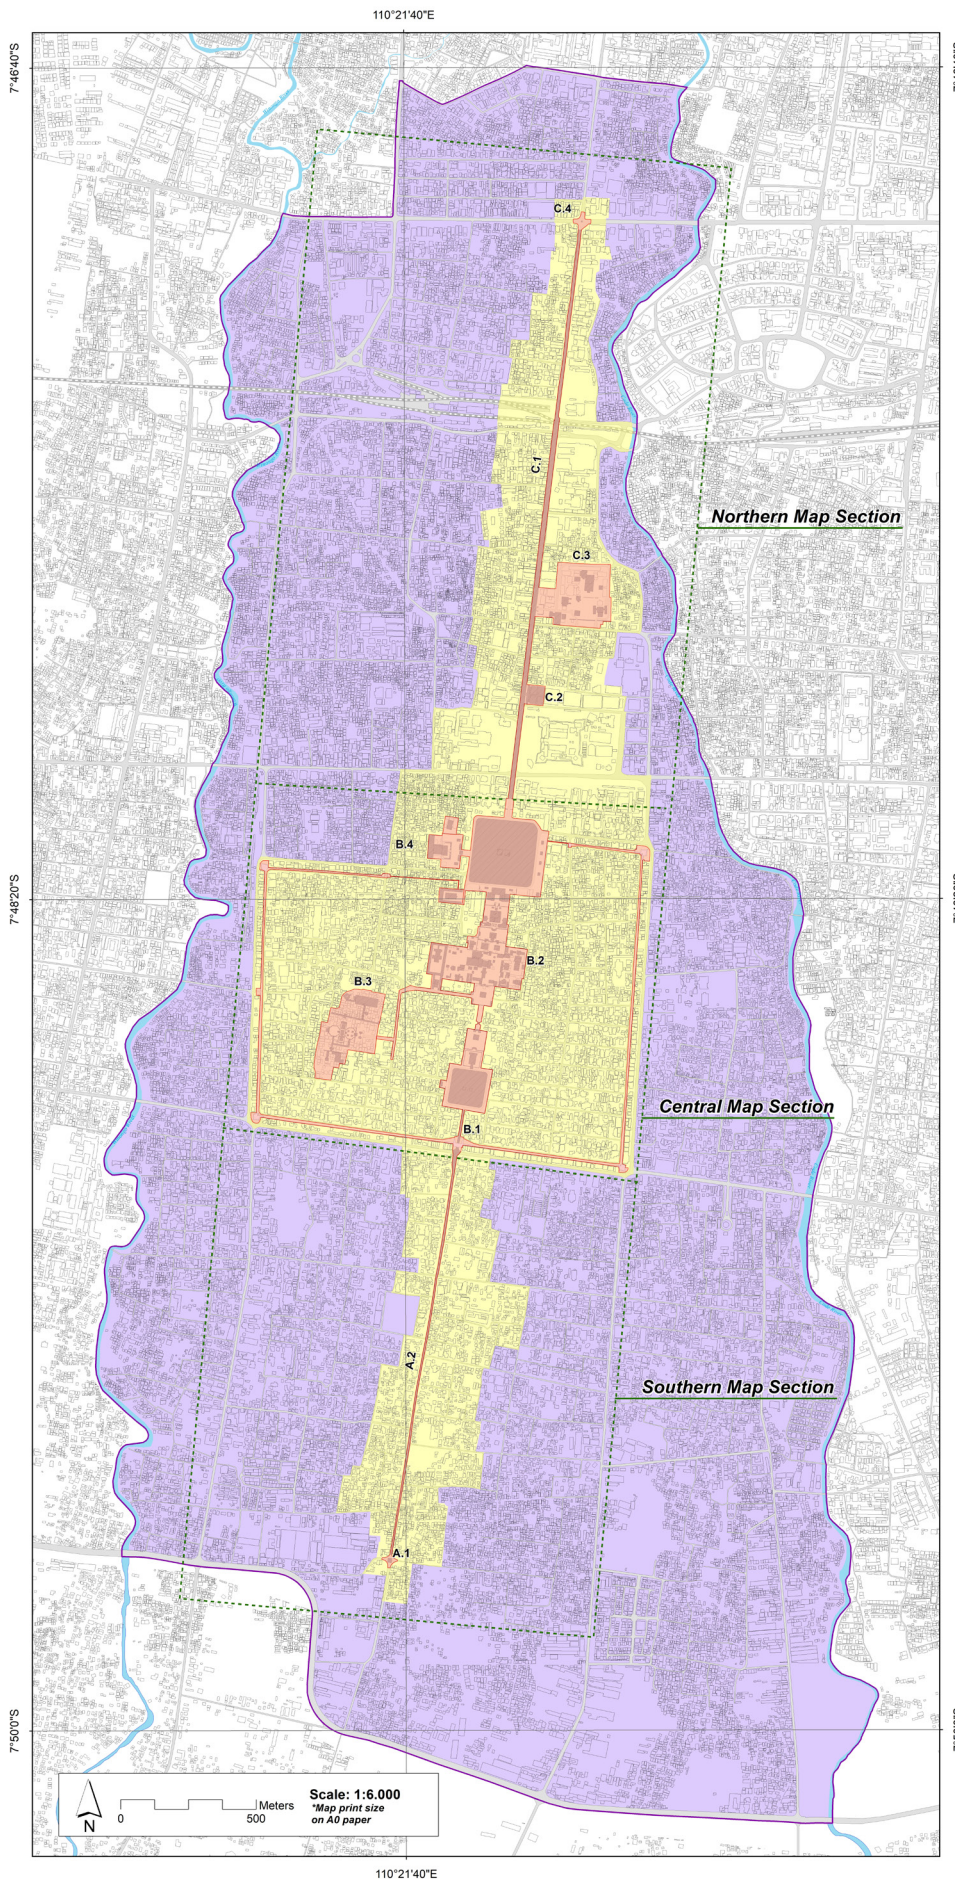 110°21'40"E
7°46'40"S
C.4
C.1
Northern Map Section
C.3
C.2
B.4
7°48'20"S
B.2
B.3
Central Map Section
B.1
A.2
Southern Map Section
A.1
7°50'0"S
Scale: 1:6.000
*Map print size
on A0 paper
Meters
0
500
N
110°21'40"E